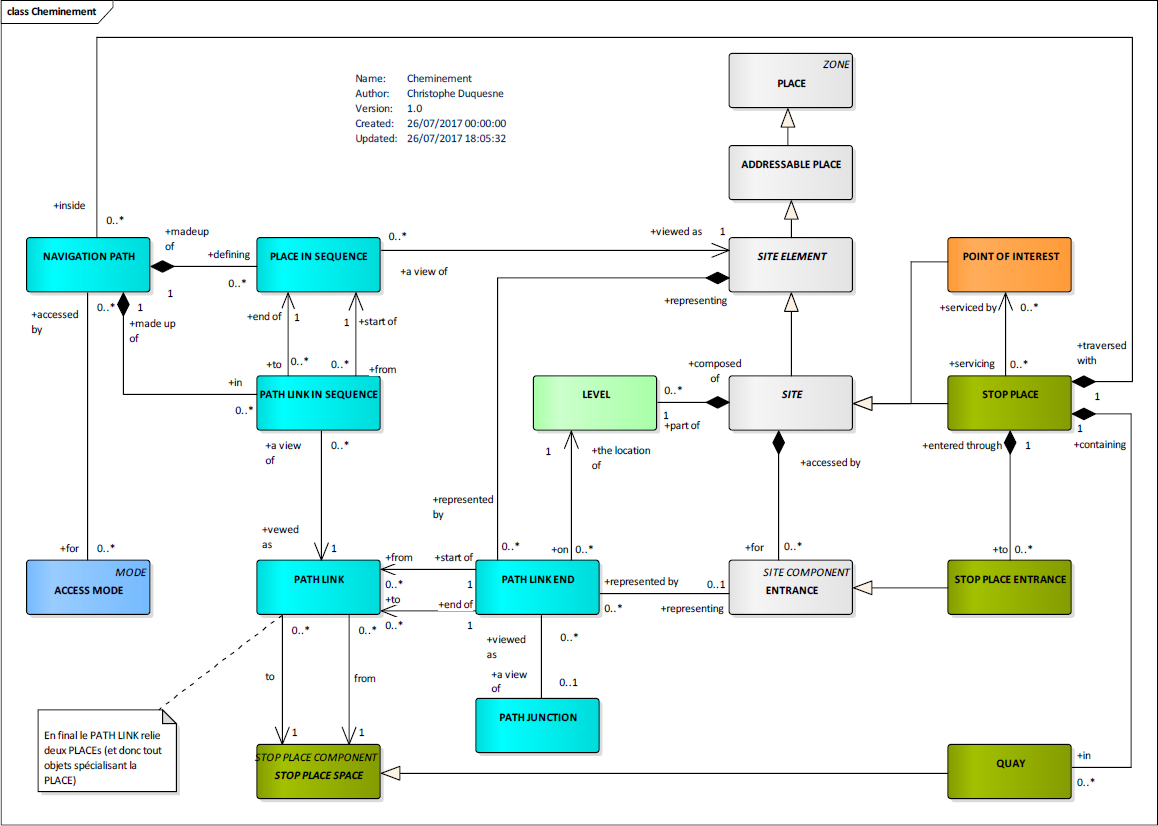 class Cheminement
Name: Cheminement
Author: Christophe Duquesne
Version: 1.0
Created: 26/07/2017 00:00:00
Updated: 26/07/2017 18:05:32
ZONE
PLACE
ADDRESSABLE PLACE
+inside
0..*
+madeup
of
+defining
0..*
1
NAVIGATION PATH
PLACE IN SEQUENCE
0..*
+a view of
+viewed as
1
SITE ELEMENT
+representing
POINT OF INTEREST
+serviced by
0..*
+accessed
by
0..*
1
+made up
of
+end of
1
1
+start of
+to
0..*
0..*
+from
+in
0..*
PATH LINK IN SEQUENCE
LEVEL
0..*
1
+part of
+composed
of
SITE
+servicing
0..*
STOP PLACE
+traversed
with
1
1
+containing
+entered through
1
+accessed by
+a view
of
0..*
1
+the location
of
+represented
by
0..*
+on
0..*
+vewed
as
1
+for
0..*
+for
0..*
+to
0..*
MODE
ACCESS MODE
PATH LINK
+from
0..*
+to
0..*
+start of
1
+end of
1
PATH LINK END
+represented by
0..*
0..1
+representing
SITE COMPONENT
ENTRANCE
STOP PLACE ENTRANCE
0..*
0..*
to
from
1
1
+viewed
as
0..*
+a view
of
0..1
PATH JUNCTION
En final le PATH LINK relie
deux PLACEs (et donc tout
objets spécialisant la
PLACE)
STOP PLACE COMPONENT
STOP PLACE SPACE
QUAY
+in
0..*